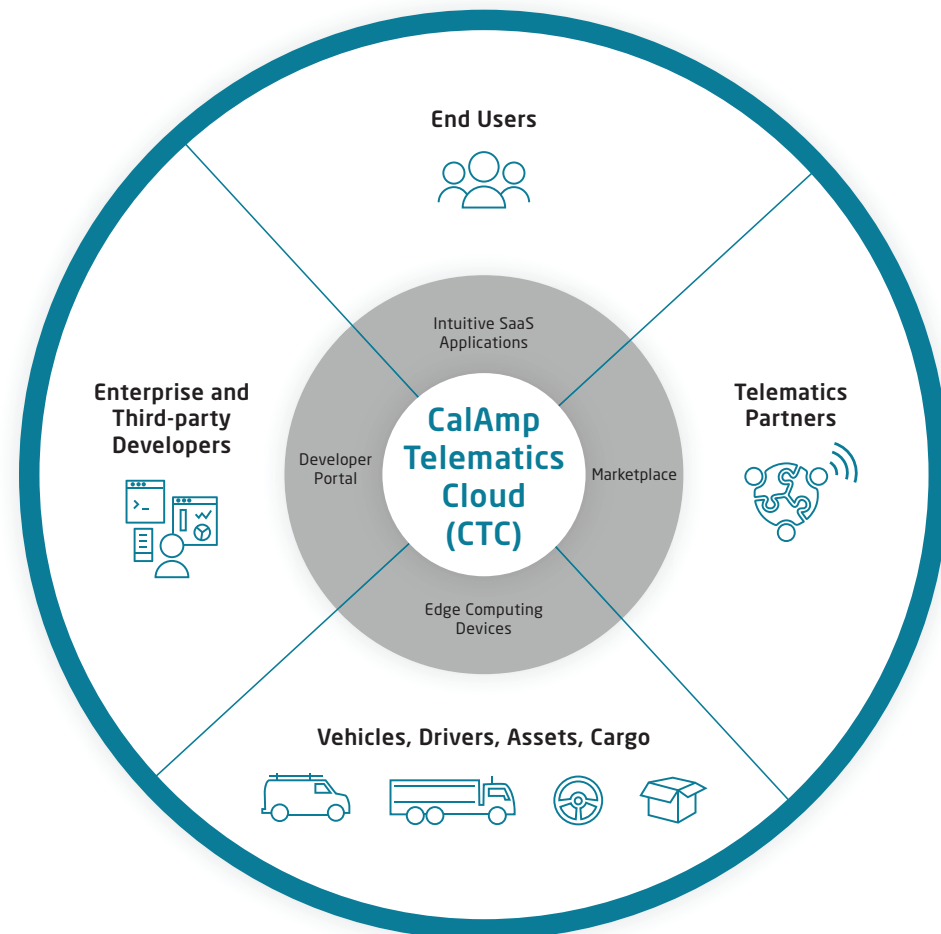 End Users
Intuitive SaaS
Applications
Enterprise and
Third-party
Developers
Developer
Portal
CalAmp
Telematics
Cloud
(CTC)
Marketplace
Telematics
Partners
Edge Computing
Devices
Vehicles, Drivers, Assets, Cargo